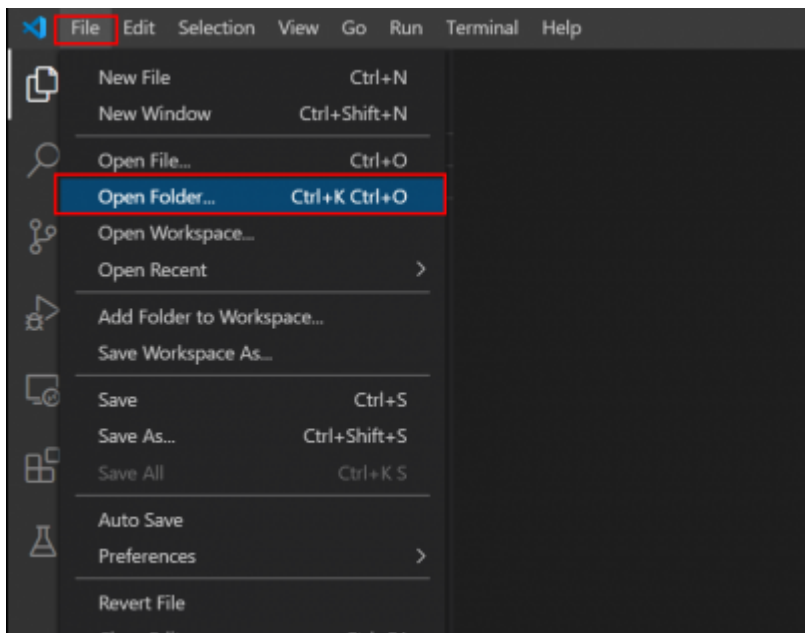 File Edit Selection View Go Run Terminal Help
New File Ctrl+N
New Window Ctrl+Shift+N
Open File... Ctrl+O
Open Folder... Ctrl+K Ctrl+O
Open Workspace...
Open Recent
Add Folder to Workspace...
Save Workspace As...
Save Ctrl+S
Save As... Ctrl+Shift+S
Save All Ctrl+K S
Auto Save
Preferences
Revert File